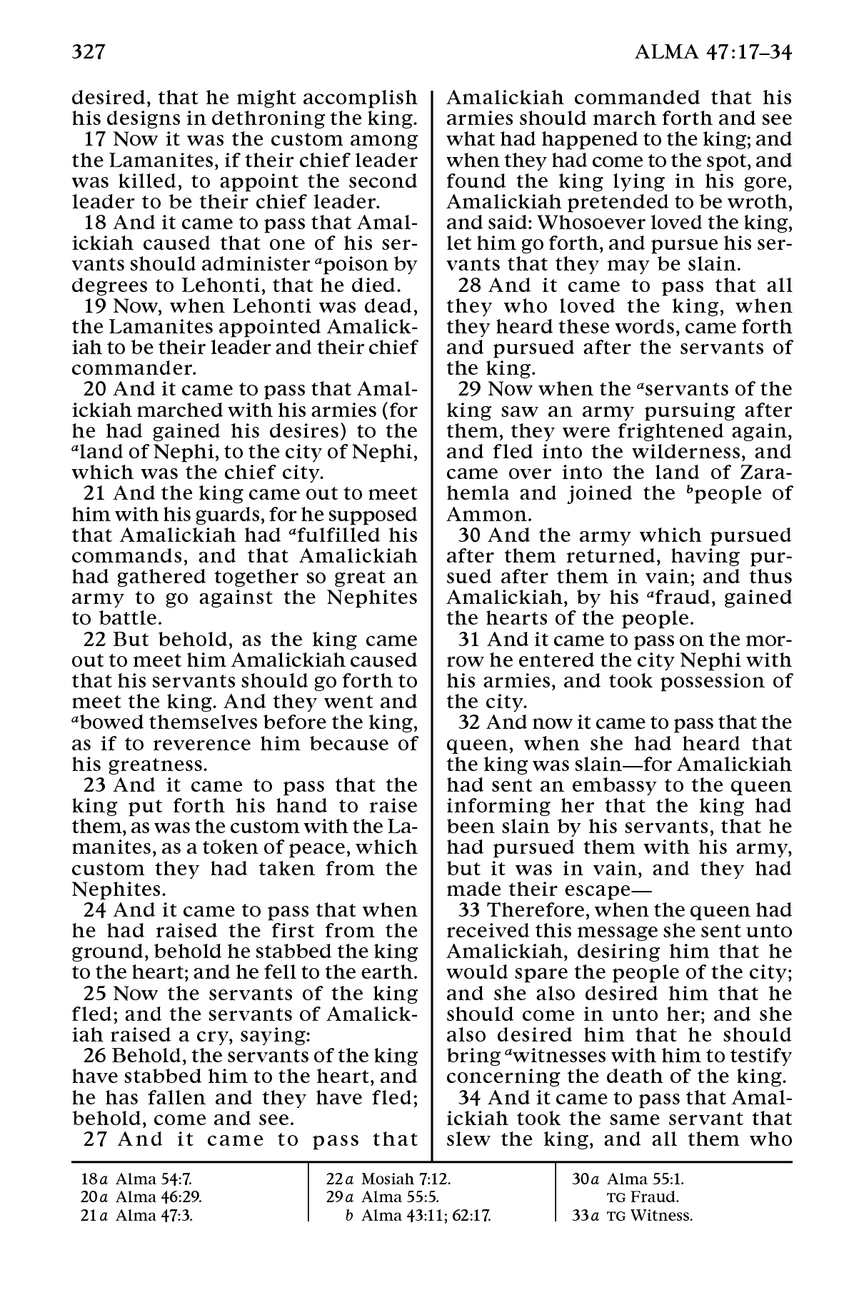 327
ALMA 47:17–34
desired, that he might accomplish
his designs in dethroning the king.
17 Now it was the custom among
the Lamanites, if their chief leader
was killed, to appoint the second
leader to be their chief leader.
18 And it came to pass that Amal-
ickiah caused that one of his ser-
vants should administer ᵃpoison by
degrees to Lehonti, that he died.
19 Now, when Lehonti was dead,
the Lamanites appointed Amalick-
iah to be their leader and their chief
commander.
20 And it came to pass that Amal-
ickiah marched with his armies (for
he had gained his desires) to the
ᵃland of Nephi, to the city of Nephi,
which was the chief city.
21 And the king came out to meet
him with his guards, for he supposed
that Amalickiah had ᵃfulfilled his
commands, and that Amalickiah
had gathered together so great an
army to go against the Nephites
to battle.
22 But behold, as the king came
out to meet him Amalickiah caused
that his servants should go forth to
meet the king. And they went and
ᵃbowed themselves before the king,
as if to reverence him because of
his greatness.
23 And it came to pass that the
king put forth his hand to raise
them, as was the custom with the La-
manites, as a token of peace, which
custom they had taken from the
Nephites.
24 And it came to pass that when
he had raised the first from the
ground, behold he stabbed the king
to the heart; and he fell to the earth.
25 Now the servants of the king
fled; and the servants of Amalick-
iah raised a cry, saying:
26 Behold, the servants of the king
have stabbed him to the heart, and
he has fallen and they have fled;
behold, come and see.
27 And it came to pass that
Amalickiah commanded that his
armies should march forth and see
what had happened to the king; and
when they had come to the spot, and
found the king lying in his gore,
Amalickiah pretended to be wroth,
and said: Whosoever loved the king,
let him go forth, and pursue his ser-
vants that they may be slain.
28 And it came to pass that all
they who loved the king, when
they heard these words, came forth
and pursued after the servants of
the king.
29 Now when the ᵃservants of the
king saw an army pursuing after
them, they were frightened again,
and fled into the wilderness, and
came over into the land of Zara-
hemla and joined the ᵇpeople of
Ammon.
30 And the army which pursued
after them returned, having pur-
sued after them in vain; and thus
Amalickiah, by his ᵃfraud, gained
the hearts of the people.
31 And it came to pass on the mor-
row he entered the city Nephi with
his armies, and took possession of
the city.
32 And now it came to pass that the
queen, when she had heard that
the king was slain—for Amalickiah
had sent an embassy to the queen
informing her that the king had
been slain by his servants, that he
had pursued them with his army,
but it was in vain, and they had
made their escape—
33 Therefore, when the queen had
received this message she sent unto
Amalickiah, desiring him that he
would spare the people of the city;
and she also desired him that he
should come in unto her; and she
also desired him that he should
bring ᵃwitnesses with him to testify
concerning the death of the king.
34 And it came to pass that Amal-
ickiah took the same servant that
slew the king, and all them who
18a Alma 54:7.
20a Alma 46:29.
21a Alma 47:3.
22a Mosiah 7:12.
29a Alma 55:5.
b Alma 43:11; 62:17.
30a Alma 55:1.
TG Fraud.
33a TG Witness.